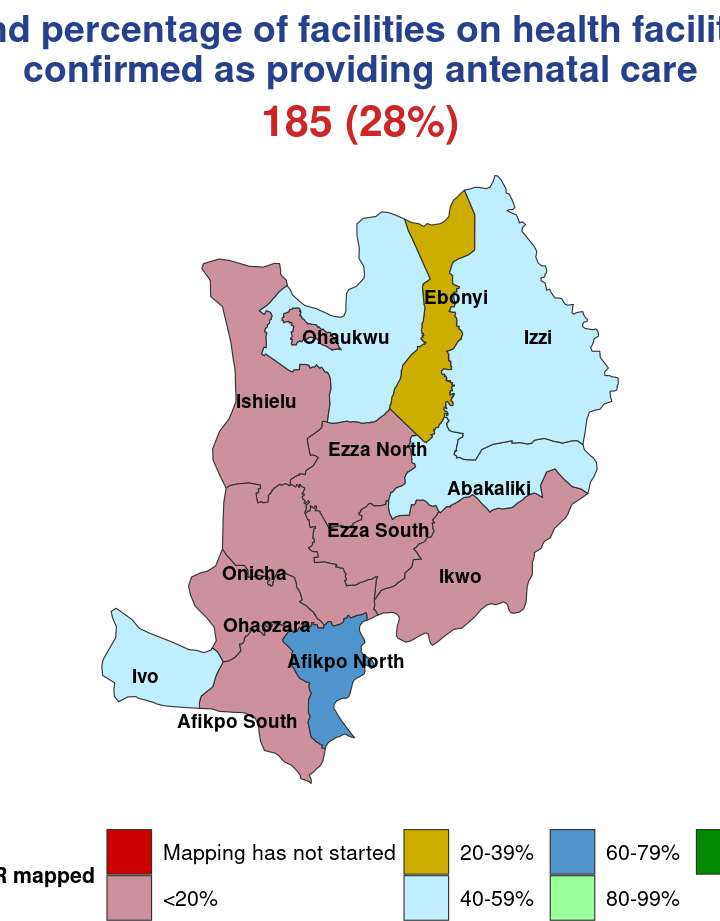 percentage of facilities on health
confirmed as providing antenatal care
185 (28%)
Ebonyi
Ohaukwu
Izzi
Ishielu
Ezza North
Abakaliki
Ezza South
Onicha
Ikwo
Ohaozara
Afikpo North
Ivo
Afikpo South
mapped
Mapping has not started
20-39%
60-79%
<20%
40-59%
80-99%